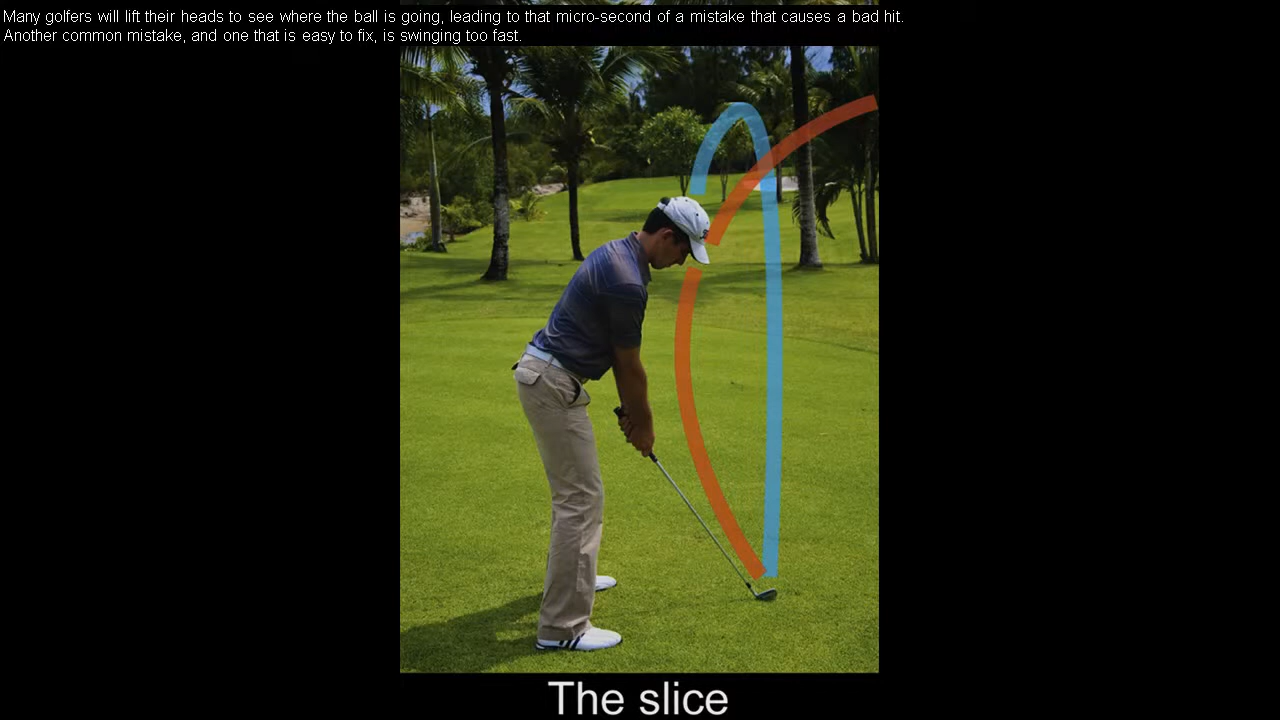 Many golfers will lift their heads to see where the ball is going, leading to that micro-second of a mistake that causes a bad hit.
Another common mistake, and one that is easy to fix, is swinging too fast.
The slice